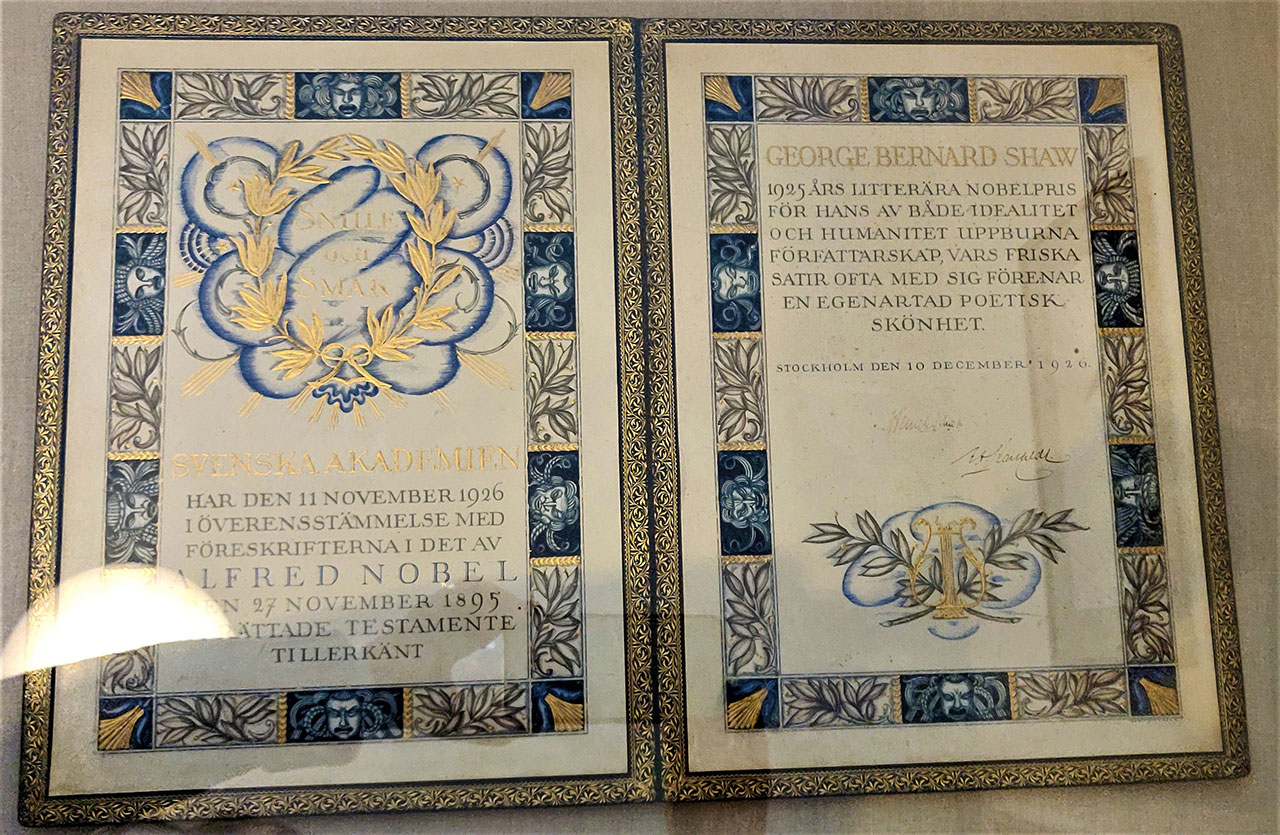 SNILLE
OCH
SMAK
SVENSKA AKADEMIEN
HAR DEN 11 NOVEMBER 1926
I ÖVERENSSTÄMMELSE MED
FÖRESKRIFTERNA I DET AV
ALFRED NOBEL
DEN 27 NOVEMBER 1895
TESTAMENTE
TILLERKÄNT
GEORGE BERNARD SHAW
1925 ÅRS LITTERÄRA NOBELPRIS
FÖR HANS AV BÅDE IDEALITET
OCH HUMANITET UPPBURNA
FÖRFATTARSKAP, VARS FRISKA
SATIR OFTA MED SIG FÖRENAR
EN EGENARTAD POETISK
SKÖNHET.
STOCKHOLM DEN 10 DECEMBER 1926.